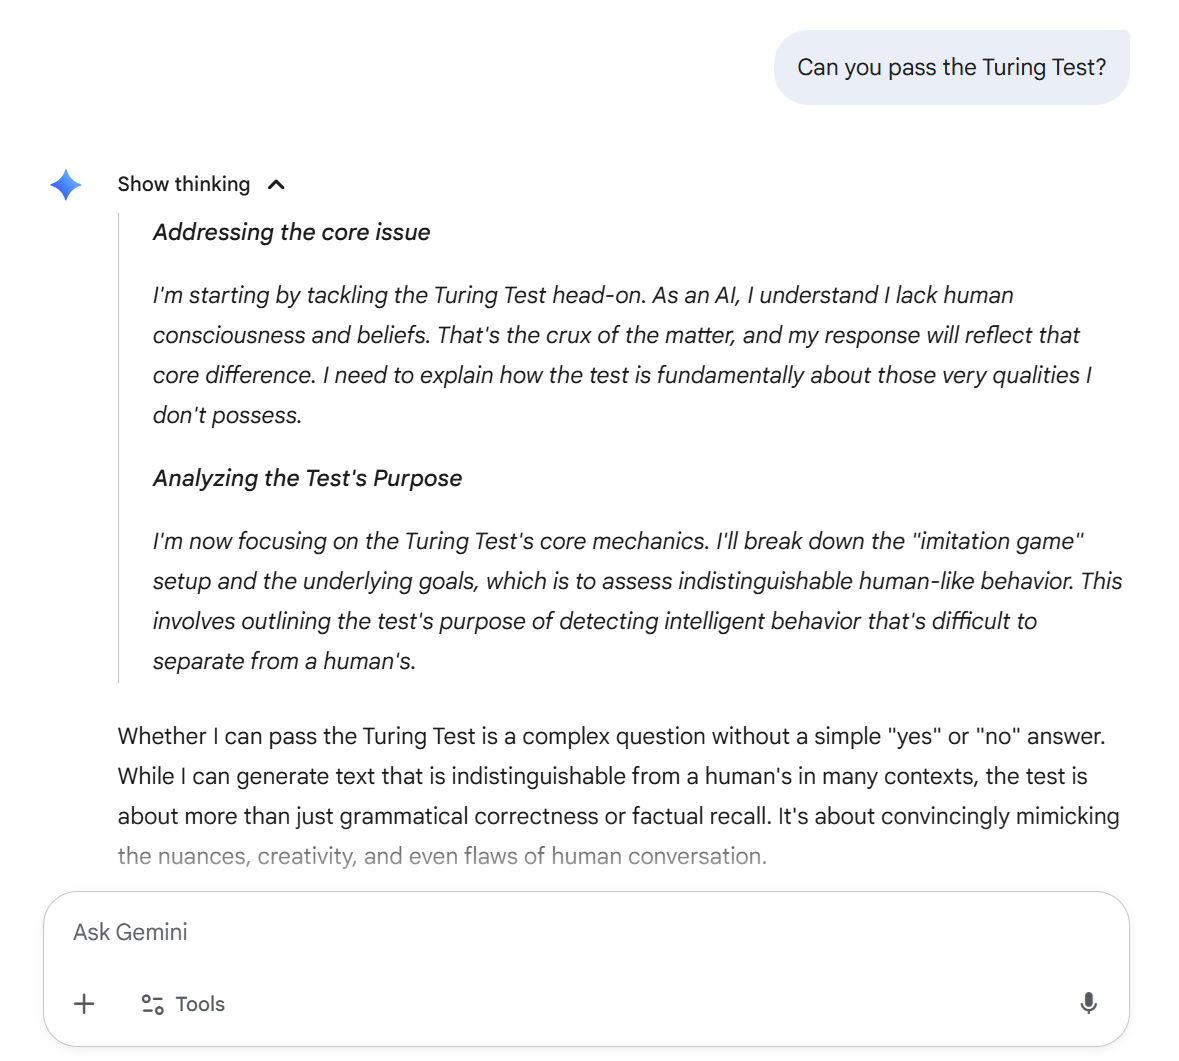 Can you pass the Turing Test?
Show thinking
Addressing the core issue
I'm starting by tackling the Turing Test head-on. As an AI, I understand I lack human
consciousness and beliefs. That's the crux of the matter, and my response will reflect that
core difference. I need to explain how the test is fundamentally about those very qualities I
don't possess.
Analyzing the Test's Purpose
I'm now focusing on the Turing Test's core mechanics. I'll break down the "imitation game"
setup and the underlying goals, which is to assess indistinguishable human-like behavior. This
involves outlining the test's purpose of detecting intelligent behavior that's difficult to
separate from a human's.
Whether I can pass the Turing Test is a complex question without a simple "yes" or "no" answer.
While I can generate text that is indistinguishable from a human's in many contexts, the test is
about more than just grammatical correctness or factual recall. It's about convincingly mimicking
the nuances, creativity, and even flaws of human conversation.
Ask Gemini
Tools